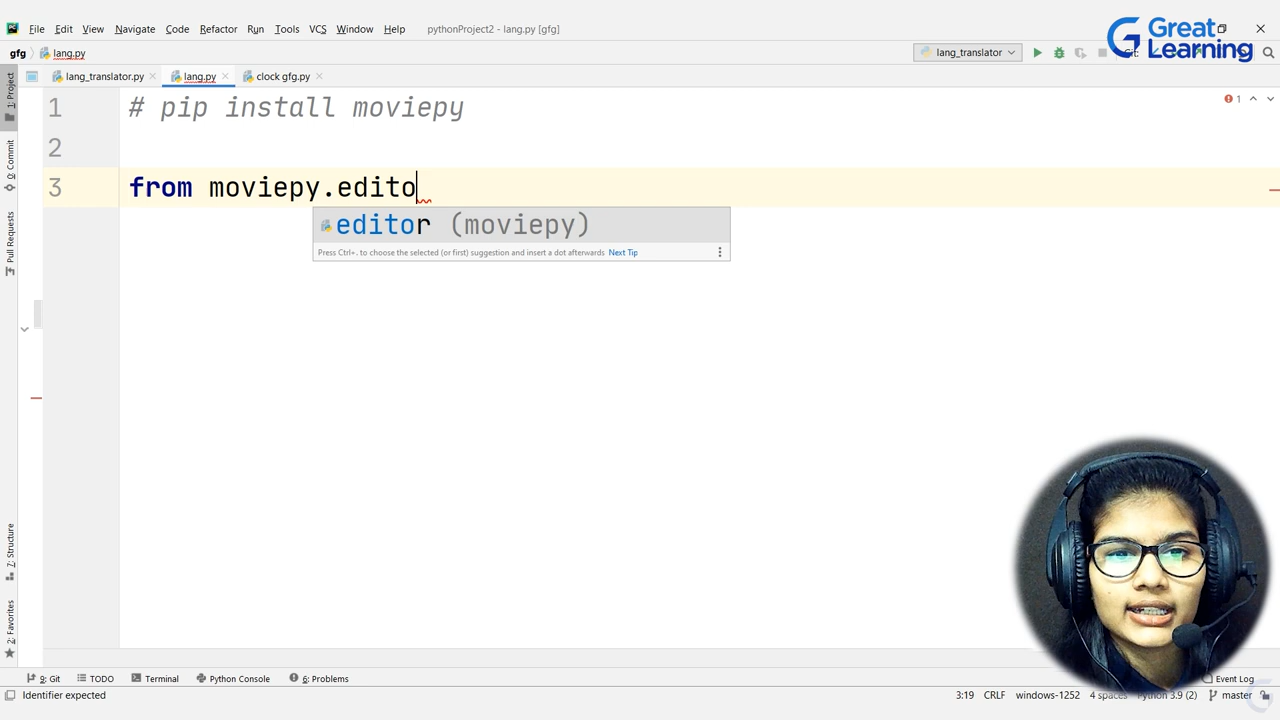 File Edit View Navigate Code Refactor Run Tools VCS Window Help pythonProject2 - lang.py [gfg]
Great Learning
gfg lang.py lang_translator Git:
lang_translator.py lang.py clock gfg.py
1: Project
0: Commit
Pull Requests
7: Structure
2: Favorites
1 # pip install moviepy
1
2
3 from moviepy.edito
editor (moviepy)
Press Ctrl+. to choose the selected (or first) suggestion and insert a dot afterwards Next Tip
9: Git TODO Terminal Python Console 6: Problems Event Log
Identifier expected 3:19 CRLF windows-1252 4 spaces Python 3.9 (2) master